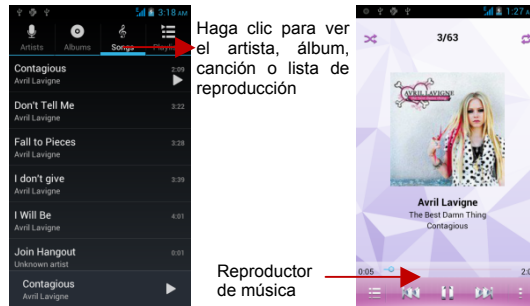 3:18 AM
Artists
Albums
Songs
Playlists
Contagious
2:09
Avril Lavigne
Don't Tell Me
3:22
Avril Lavigne
Fall to Pieces
3:28
Avril Lavigne
I don't give
3:39
Avril Lavigne
I Will Be
4:01
Avril Lavigne
Join Hangout
0:01
Unknown artist
Contagious
Avril Lavigne
Haga clic para ver
el artista, álbum,
canción o lista de
reproducción
Reproductor
de música
1:27
3/63
AVRIL LAVIGNE
Avril Lavigne
The Best Damn Thing
Contagious
0:05